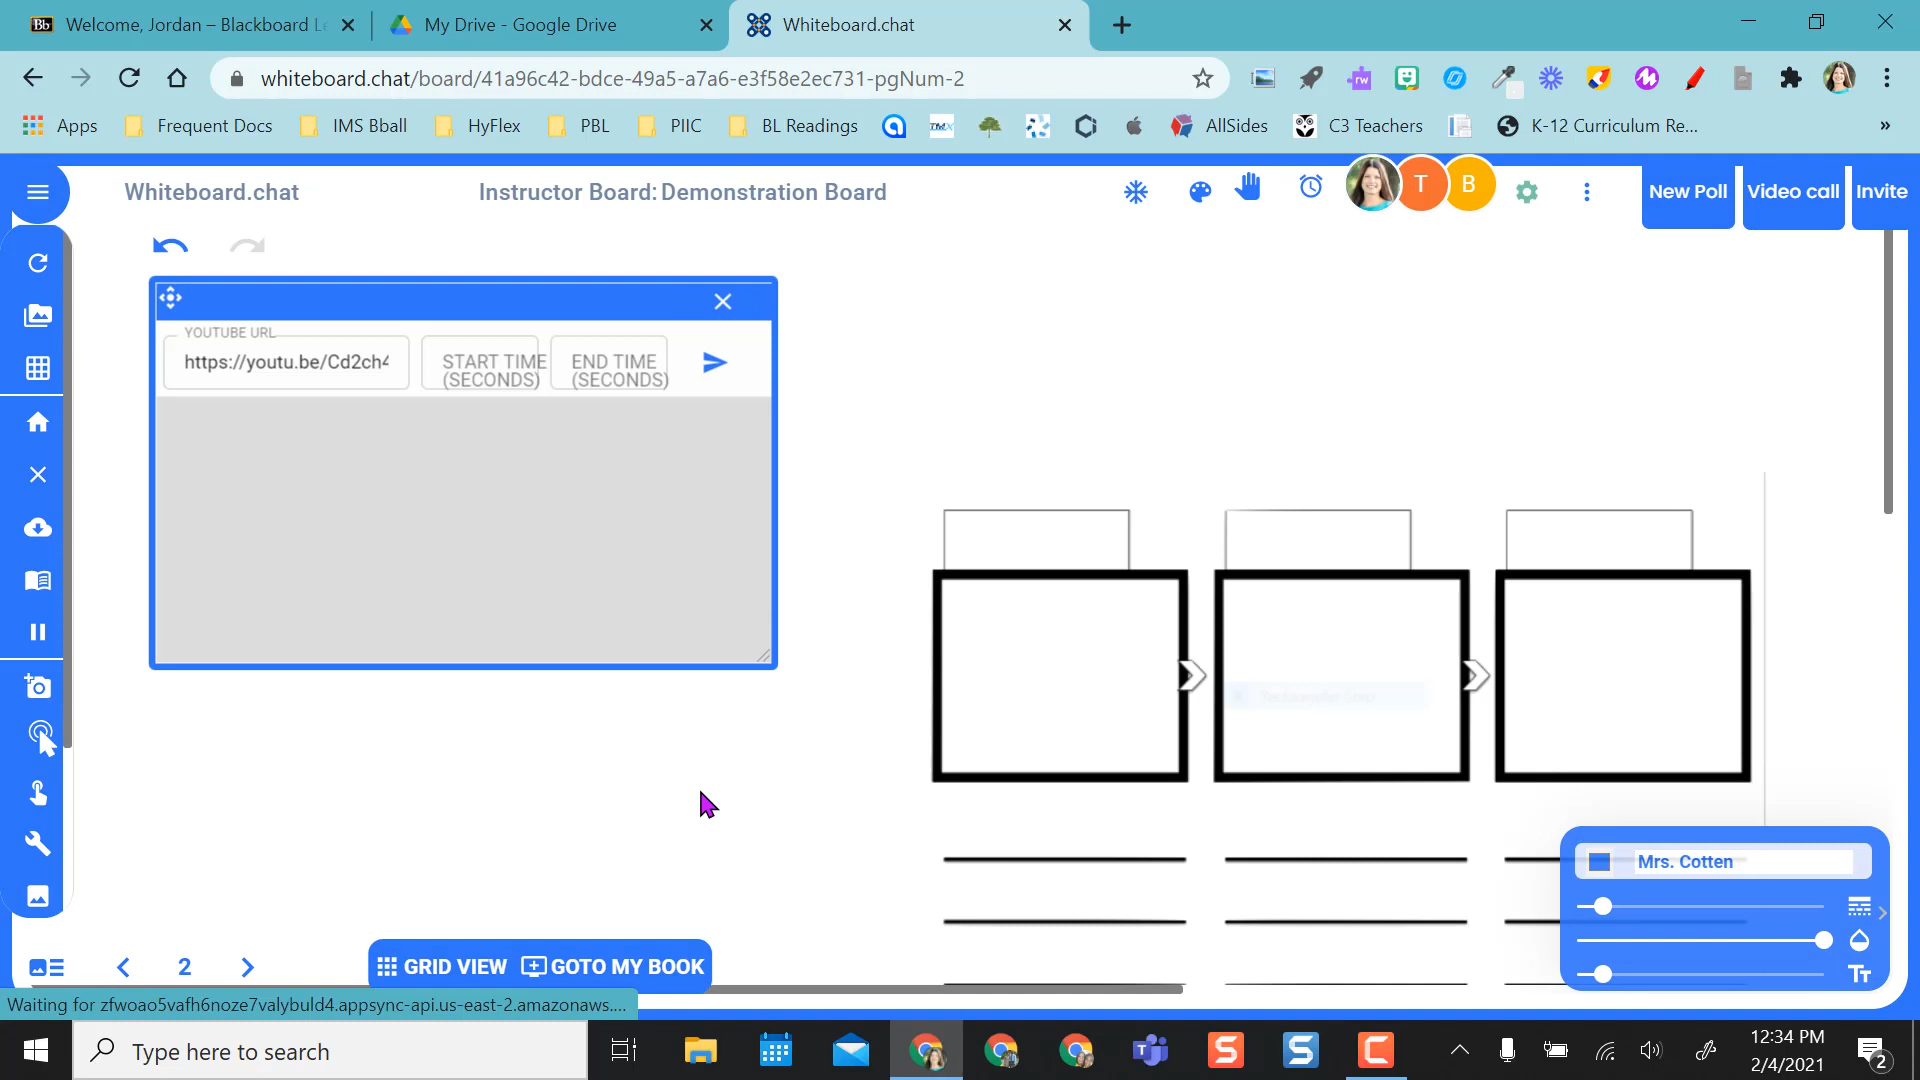 Welcome, Jordan – Blackboard Le
My Drive - Google Drive
Whiteboard.chat
whiteboard.chat/board/41a96c42-bdce-49a5-a7a6-e3f58e2ec731-pgNum-2
Apps
Frequent Docs
IMS Bball
HyFlex
PBL
PIIC
BL Readings
AllSides
C3 Teachers
K-12 Curriculum Re...
»
Whiteboard.chat
Instructor Board: Demonstration Board
T
B
New Poll
Video call
Invite
YOUTUBE URL
https://youtu.be/Cd2ch4
START TIME
(SECONDS)
END TIME
(SECONDS)
Mrs. Cotten
Tt
2
GRID VIEW
GOTO MY BOOK
Waiting for zfwoao5vafh6noze7valybuld4.appsync-api.us-east-2.amazonaws....
Type here to search
12:34 PM
2/4/2021
2